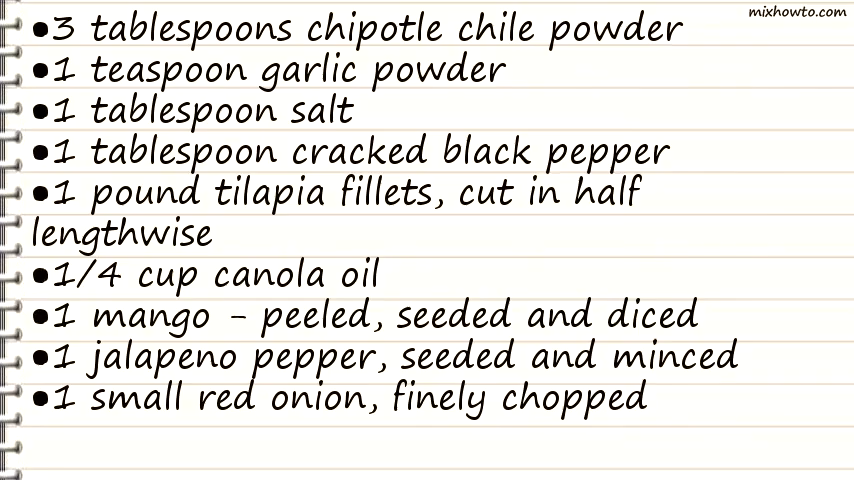 mixhowto.com
•3 tablespoons chipotle chile powder
•1 teaspoon garlic powder
•1 tablespoon salt
•1 tablespoon cracked black pepper
•1 pound tilapia fillets, cut in half
lengthwise
•1/4 cup canola oil
•1 mango - peeled, seeded and diced
•1 jalapeno pepper, seeded and minced
•1 small red onion, finely chopped